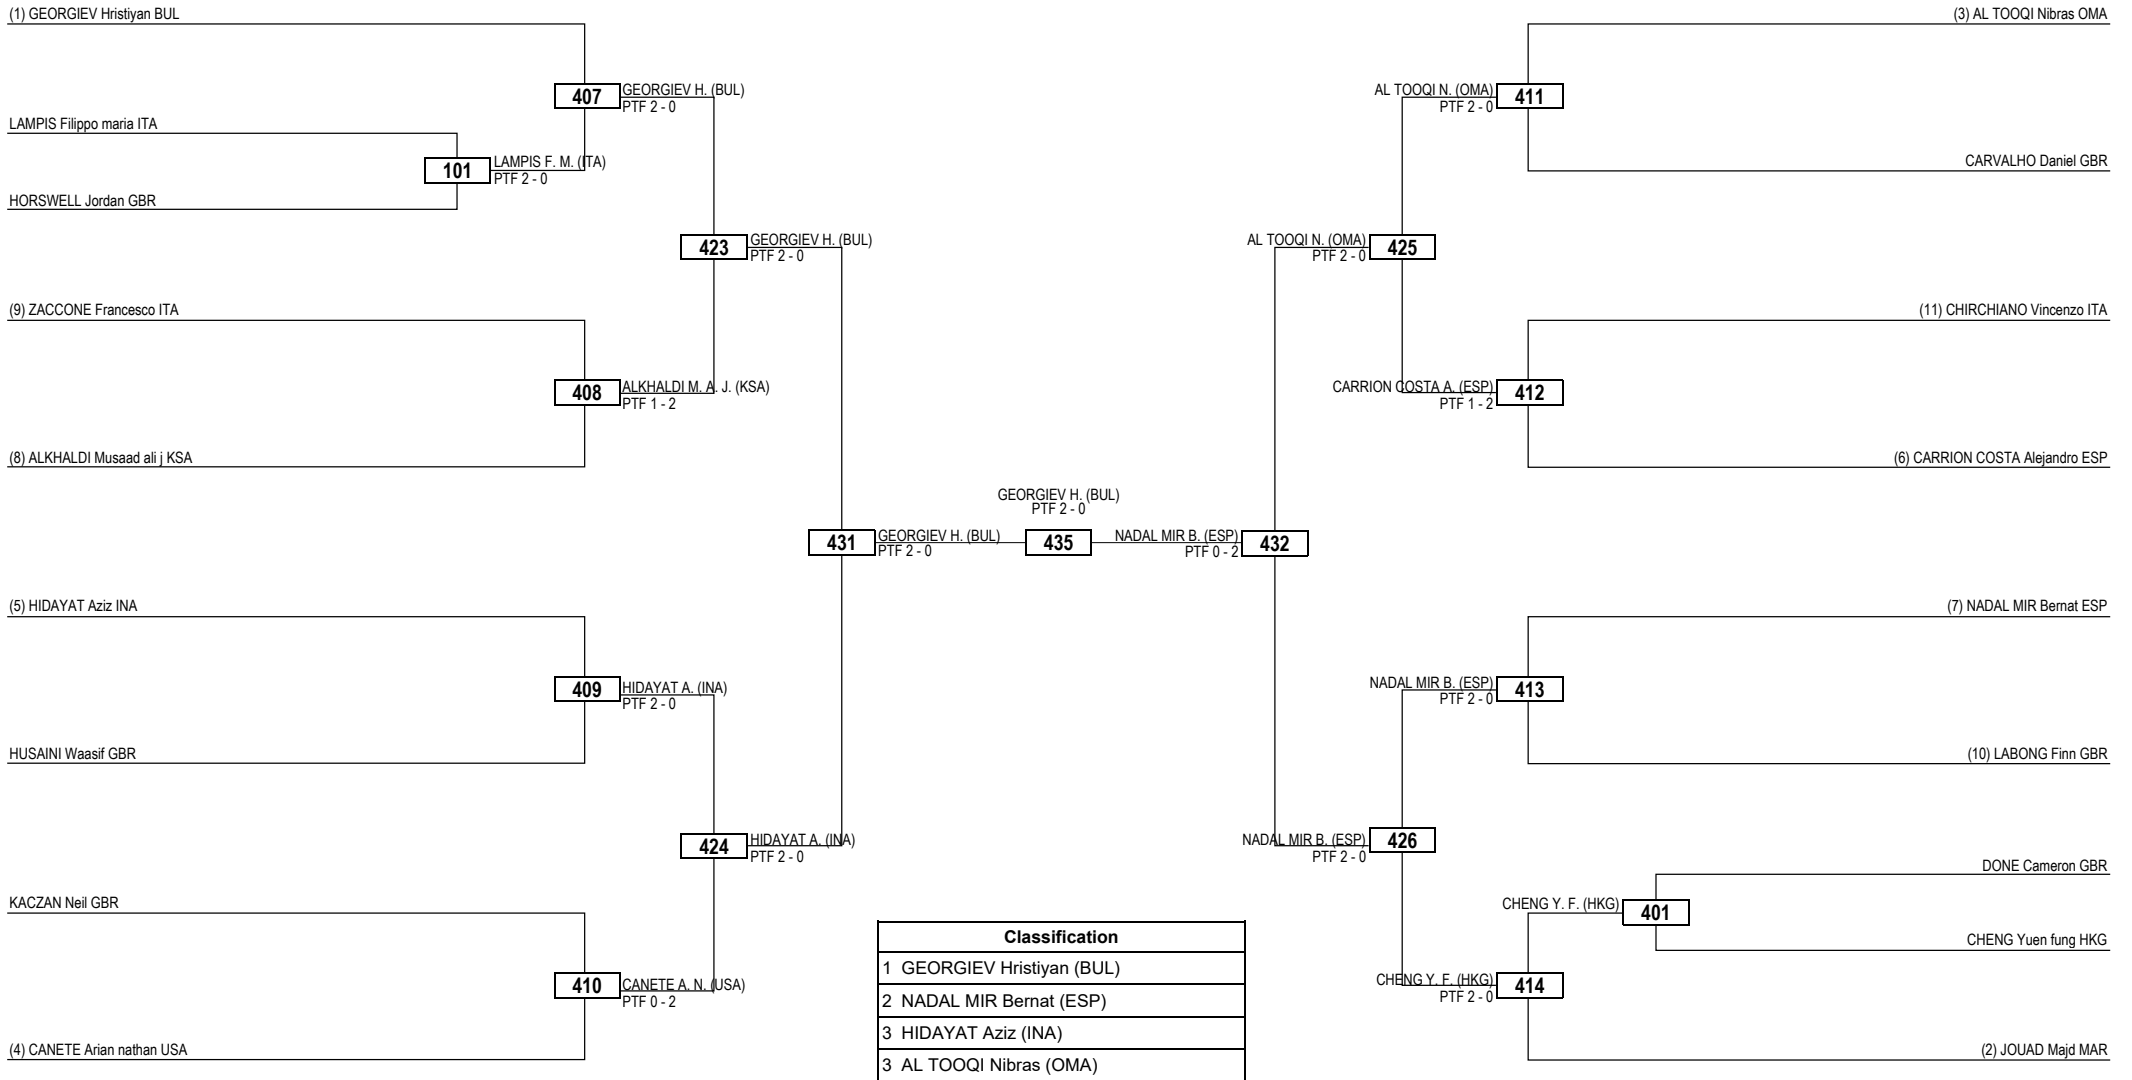 (1) GEORGIEV Hristiyan BUL
(3) AL TOOQI Nibras OMA
407
GEORGIEV H. (BUL)
PTF 2 - 0
AL TOOQI N. (OMA)
PTF 2 - 0
411
LAMPIS Filippo maria ITA
101
LAMPIS F. M. (ITA)
PTF 2 - 0
CARVALHO Daniel GBR
HORSWELL Jordan GBR
423
GEORGIEV H. (BUL)
PTF 2 - 0
AL TOOQI N. (OMA)
PTF 2 - 0
425
(9) ZACCONE Francesco ITA
(11) CHIRCHIANO Vincenzo ITA
408
ALKHALDI M. A. J. (KSA)
PTF 1 - 2
CARRION COSTA A. (ESP)
PTF 1 - 2
412
(8) ALKHALDI Musaad ali j KSA
(6) CARRION COSTA Alejandro ESP
GEORGIEV H. (BUL)
PTF 2 - 0
431
GEORGIEV H. (BUL)
PTF 2 - 0
435
NADAL MIR B. (ESP)
PTF 0 - 2
432
(5) HIDAYAT Aziz INA
(7) NADAL MIR Bernat ESP
409
HIDAYAT A. (INA)
PTF 2 - 0
NADAL MIR B. (ESP)
PTF 2 - 0
413
HUSAINI Waasif GBR
(10) LABONG Finn GBR
424
HIDAYAT A. (INA)
PTF 2 - 0
NADAL MIR B. (ESP)
PTF 2 - 0
426
DONE Cameron GBR
KACZAN Neil GBR
CHENG Y. F. (HKG)
401
CHENG Yuen fung HKG
410
CANETE A. N. (USA)
PTF 0 - 2
CHENG Y. F. (HKG)
PTF 2 - 0
414
(4) CANETE Arian nathan USA
(2) JOUAD Majd MAR
Classification
1 GEORGIEV Hristiyan (BUL)
2 NADAL MIR Bernat (ESP)
3 HIDAYAT Aziz (INA)
3 AL TOOQI Nibras (OMA)